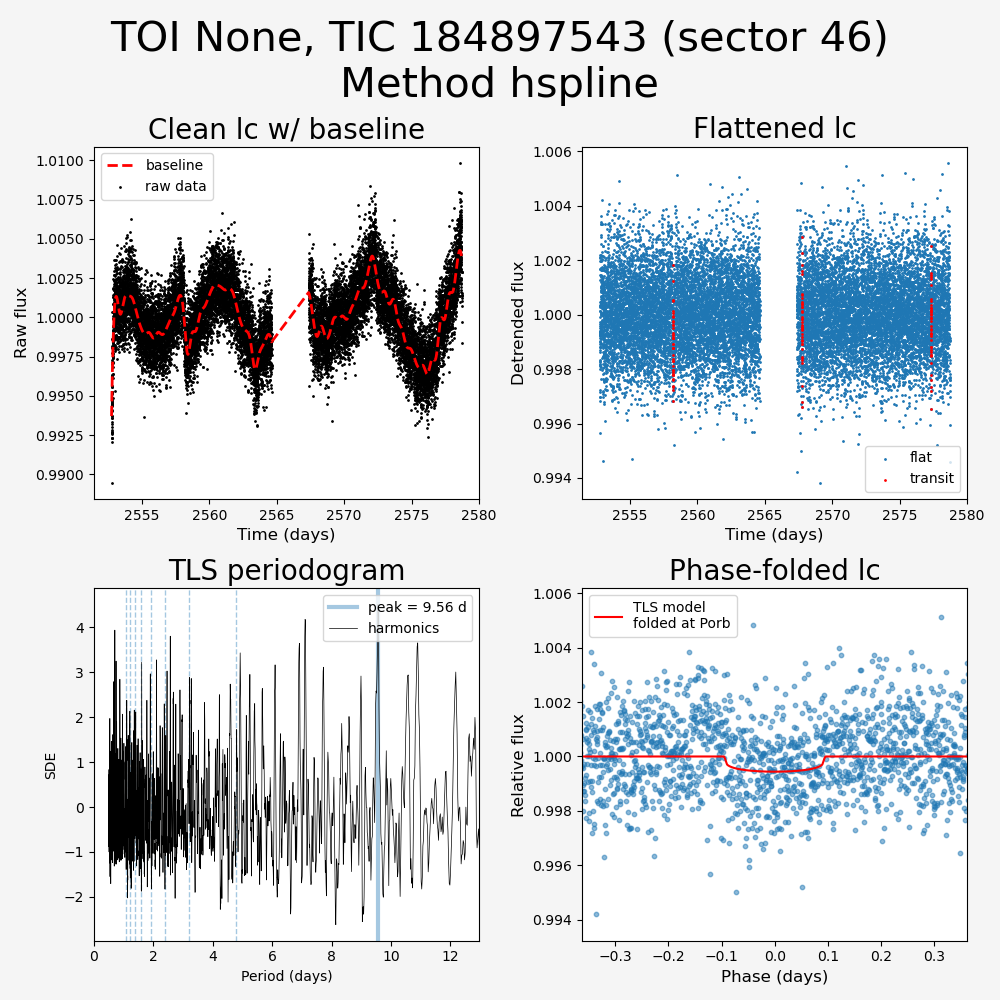 TOI None, TIC 184897543 (sector 46)
Method hspline
Clean lc w/ baseline
baseline
raw data
1.0100
1.0075
1.0050
1.0025
1.0000
0.9975
0.9950
0.9925
0.9900
Raw flux
2555
2560
2565
2570
2575
2580
Time (days)
Flattened lc
1.006
1.004
1.002
1.000
0.998
0.996
0.994
Detrended flux
flat
transit
2555
2560
2565
2570
2575
2580
Time (days)
TLS periodogram
peak = 9.56 d
harmonics
4
3
2
1
0
−1
−2
SDE
0
2
4
6
8
10
12
Period (days)
Phase-folded lc
TLS model
folded at Porb
1.006
1.004
1.002
1.000
0.998
0.996
0.994
Relative flux
−0.3
−0.2
−0.1
0.0
0.1
0.2
0.3
Phase (days)